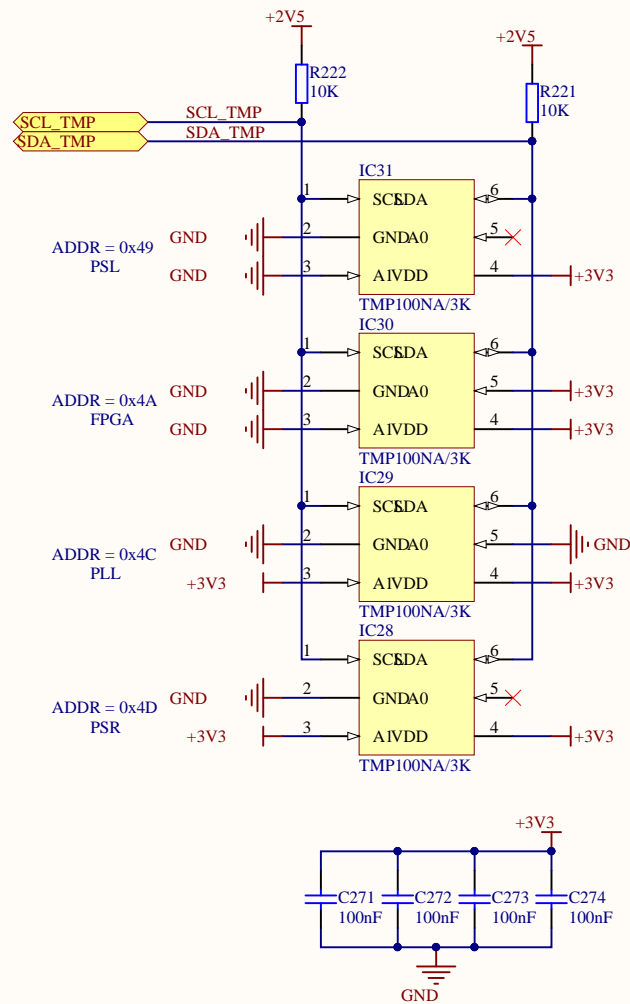 +2V5
+2V5
R222
10K
R221
10K
SCL_TMP
SCL_TMP
SDA_TMP
SDA_TMP
IC31
1
SCL
SDA
6
GND
2
GND
A0
5
ADDR = 0x49
PSL
GND
3
A1
VDD
4
+3V3
TMP100NA/3K
IC30
1
SCL
SDA
6
GND
2
GND
A0
5
+3V3
ADDR = 0x4A
FPGA
GND
3
A1
VDD
4
+3V3
TMP100NA/3K
IC29
1
SCL
SDA
6
GND
2
GND
A0
5
GND
ADDR = 0x4C
PLL
+3V3
3
A1
VDD
4
+3V3
TMP100NA/3K
IC28
1
SCL
SDA
6
GND
2
GND
A0
5
ADDR = 0x4D
PSR
+3V3
3
A1
VDD
4
+3V3
TMP100NA/3K
+3V3
C271
100nF
C272
100nF
C273
100nF
C274
100nF
GND